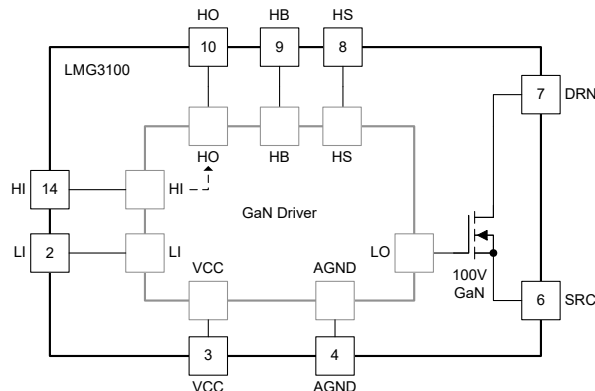 HO HB HS
10 9 8
LMG3100
7 DRN
HO HB HS
HI 14 HI
GaN Driver
LI 2 LI
LO
VCC AGND
100V
GaN
6 SRC
3 4
VCC AGND